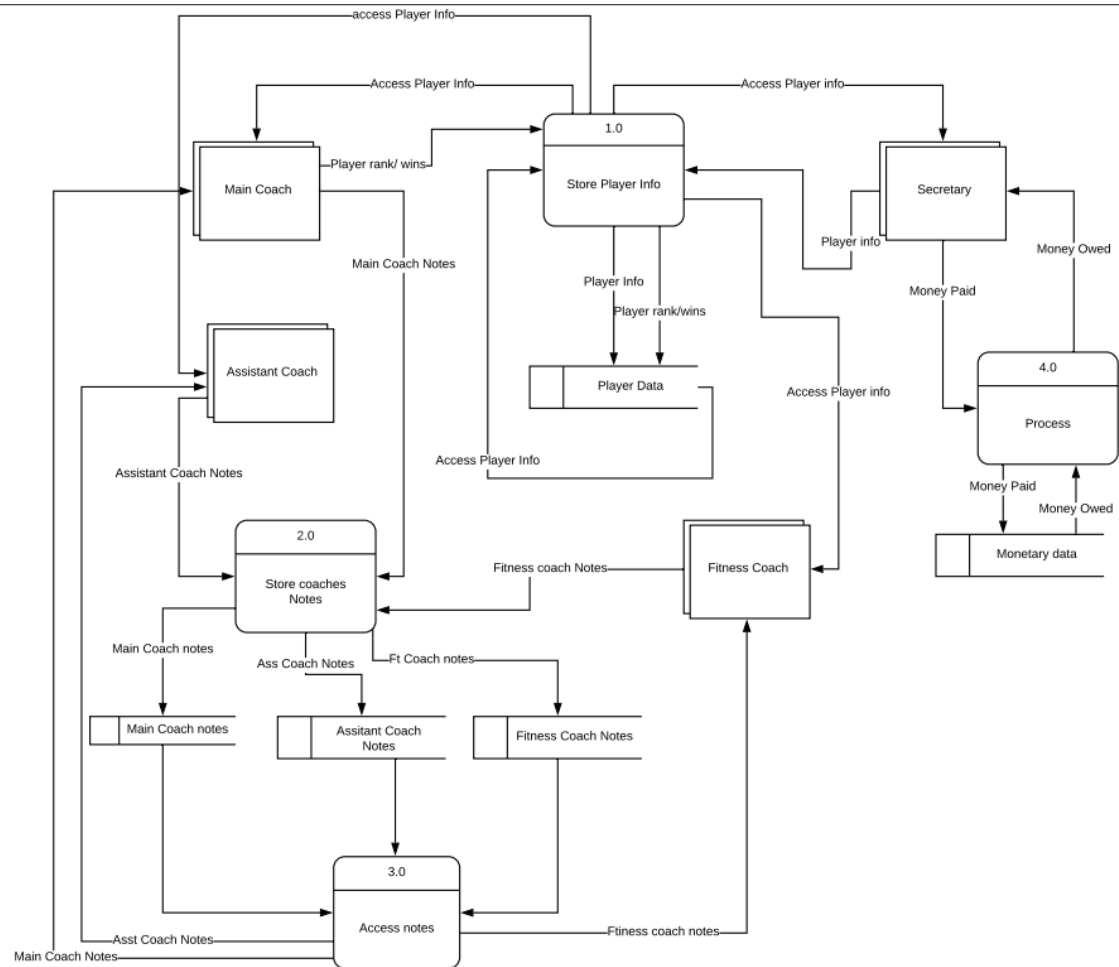 access Player Info
Access Player Info
Access Player info
1.0
Store Player Info
Player rank/ wins
Main Coach
Secretary
Player info
Main Coach Notes
Money Owed
Money Paid
Player Info
Player rank/wins
Assistant Coach
Player Data
4.0
Process
Access Player info
Access Player Info
Assistant Coach Notes
Money Paid
Money Owed
2.0
Store coaches
Notes
Fitness coach Notes
Fitness Coach
Monetary data
Main Coach notes
Ass Coach Notes
Ft Coach notes
Main Coach notes
Assitant Coach
Notes
Fitness Coach Notes
3.0
Access notes
Asst Coach Notes
Ftiness coach notes
Main Coach Notes